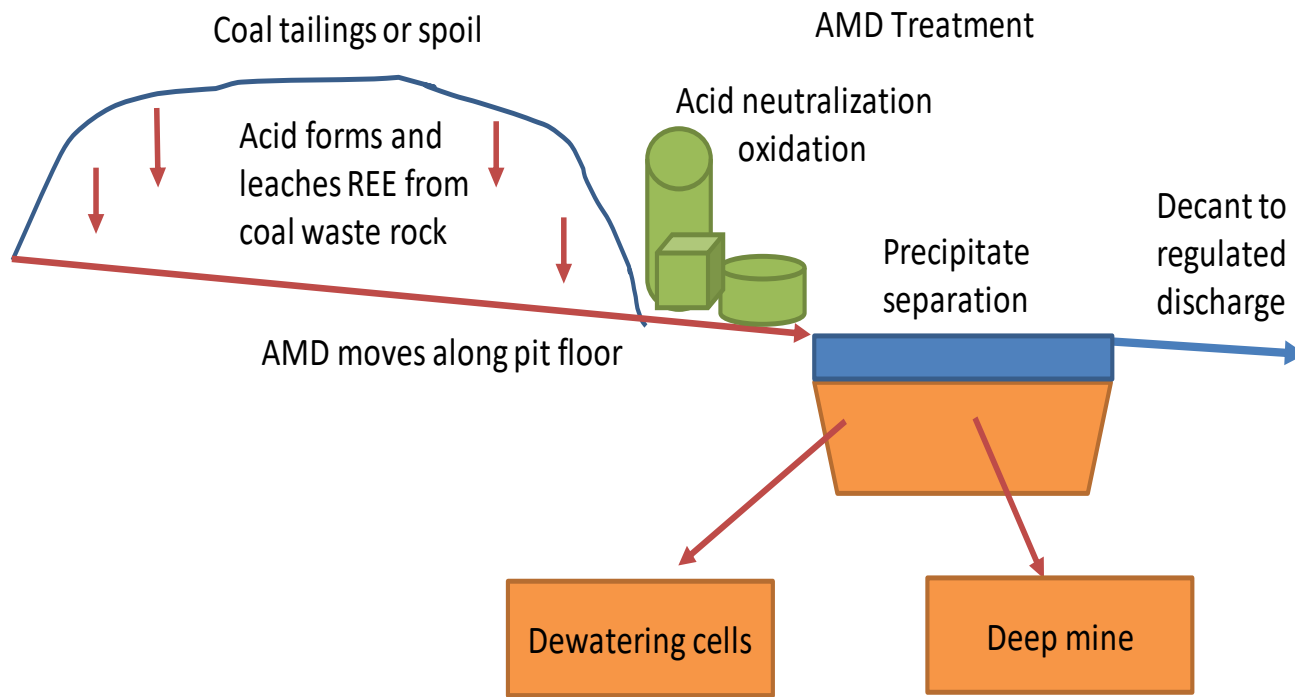 Coal tailings or spoil
AMD Treatment
Acid neutralization
oxidation
Acid forms and
leaches REE from
coal waste rock
Decant to
regulated
discharge
Precipitate
separation
AMD moves along pit floor
Dewatering cells
Deep mine